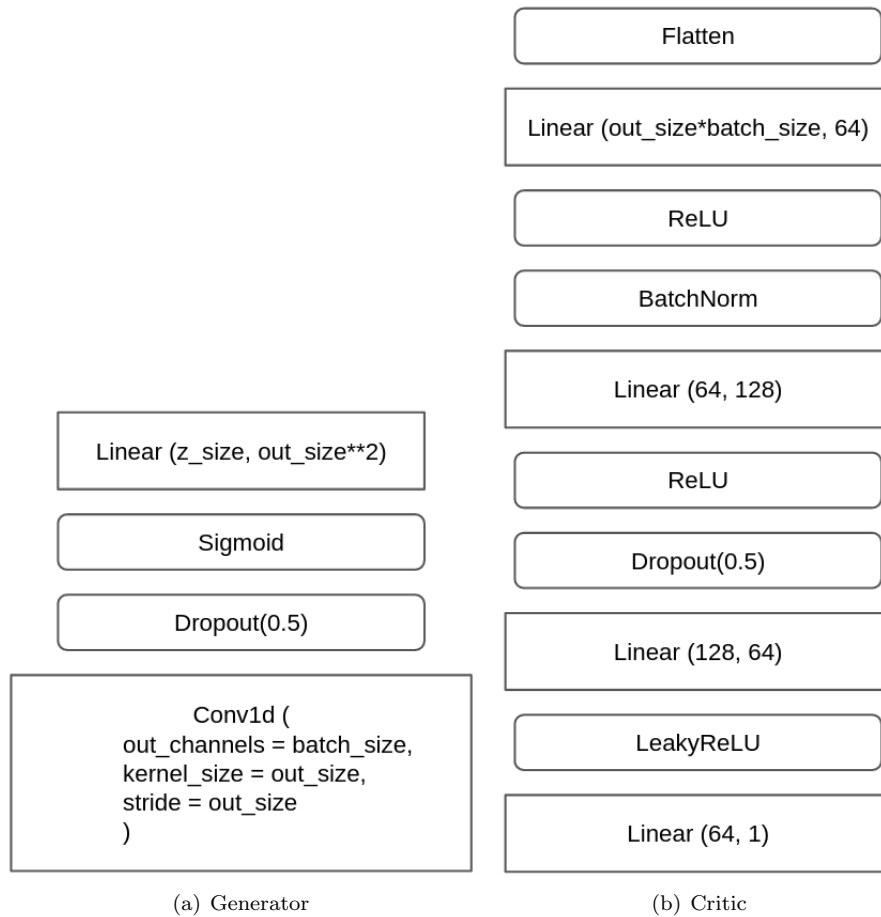 Linear (z_size, out_size**2)
Sigmoid
Dropout(0.5)
Conv1d (
out_channels = batch_size,
kernel_size = out_size,
stride = out_size
)
(a) Generator
Flatten
Linear (out_size*batch_size, 64)
ReLU
BatchNorm
Linear (64, 128)
ReLU
Dropout(0.5)
Linear (128, 64)
LeakyReLU
Linear (64, 1)
(b) Critic